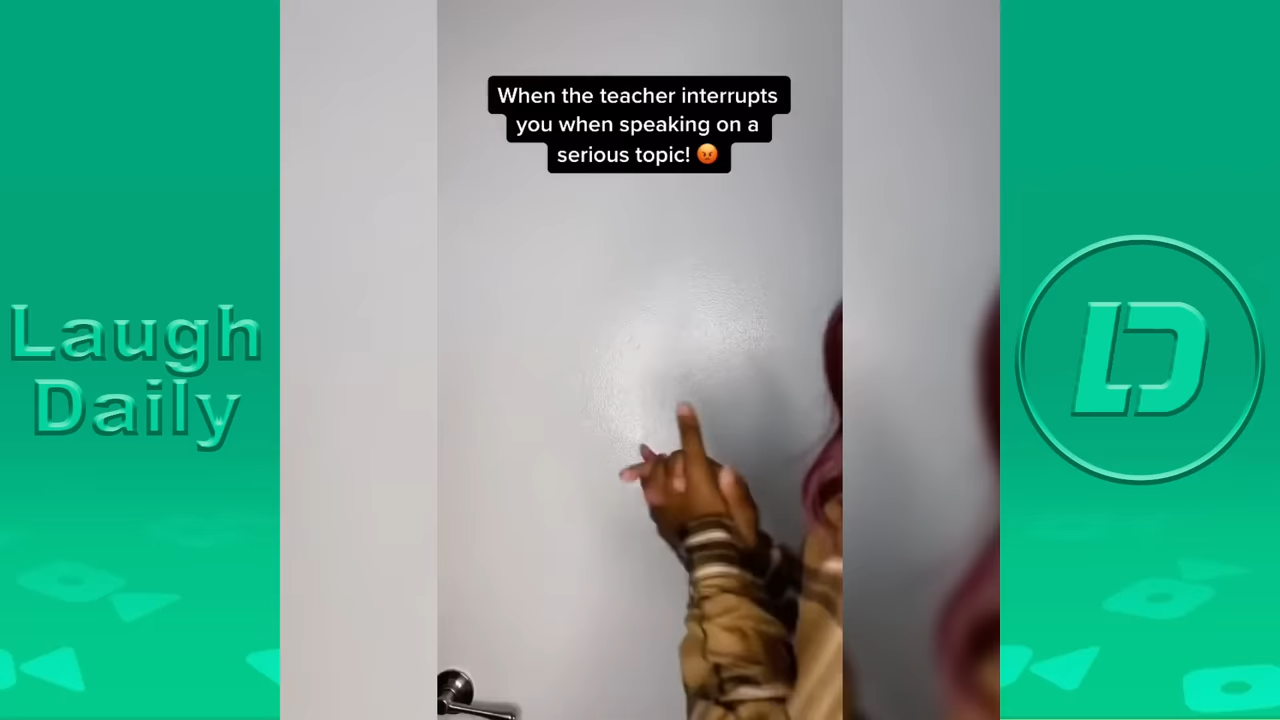 When the teacher interrupts
you when speaking on a
serious topic! 😡
Laugh
Daily
LD